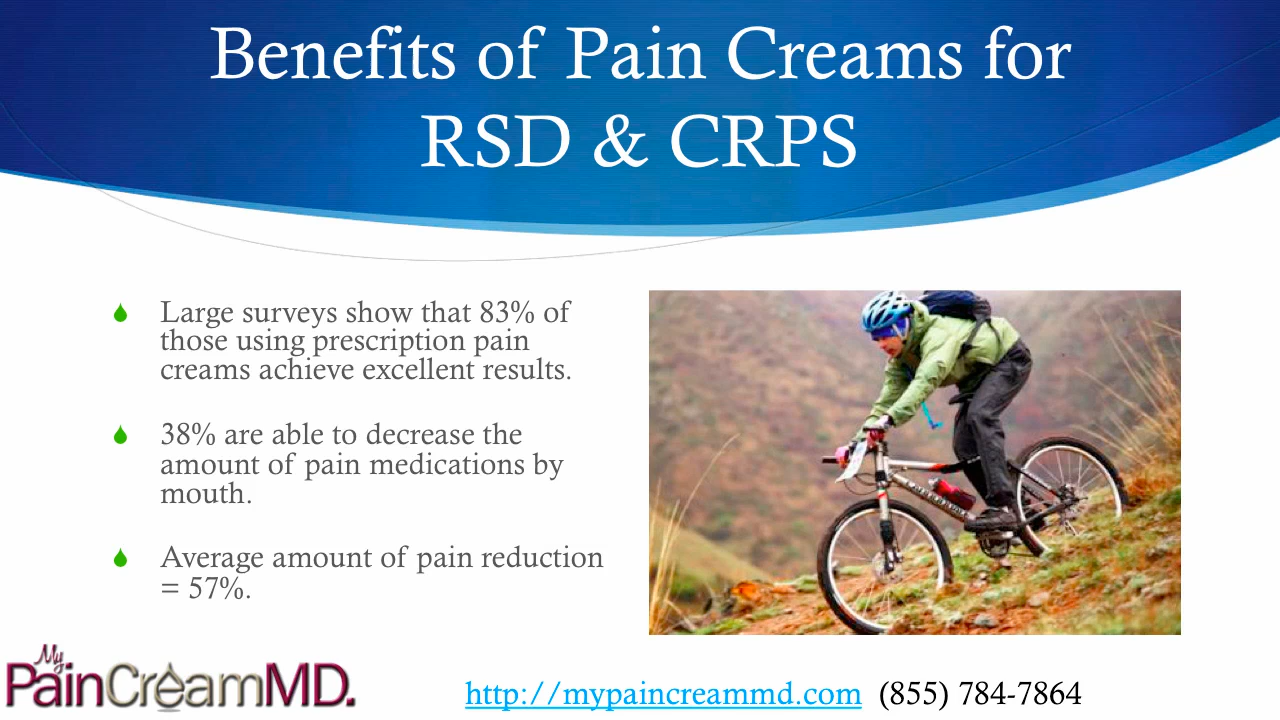 Benefits of Pain Creams for
RSD & CRPS
Large surveys show that 83% of
those using prescription pain
creams achieve excellent results.
38% are able to decrease the
amount of pain medications by
mouth.
Average amount of pain reduction
= 57%.
My
PainCreamMD.
http://mypaincreammd.com (855) 784-7864